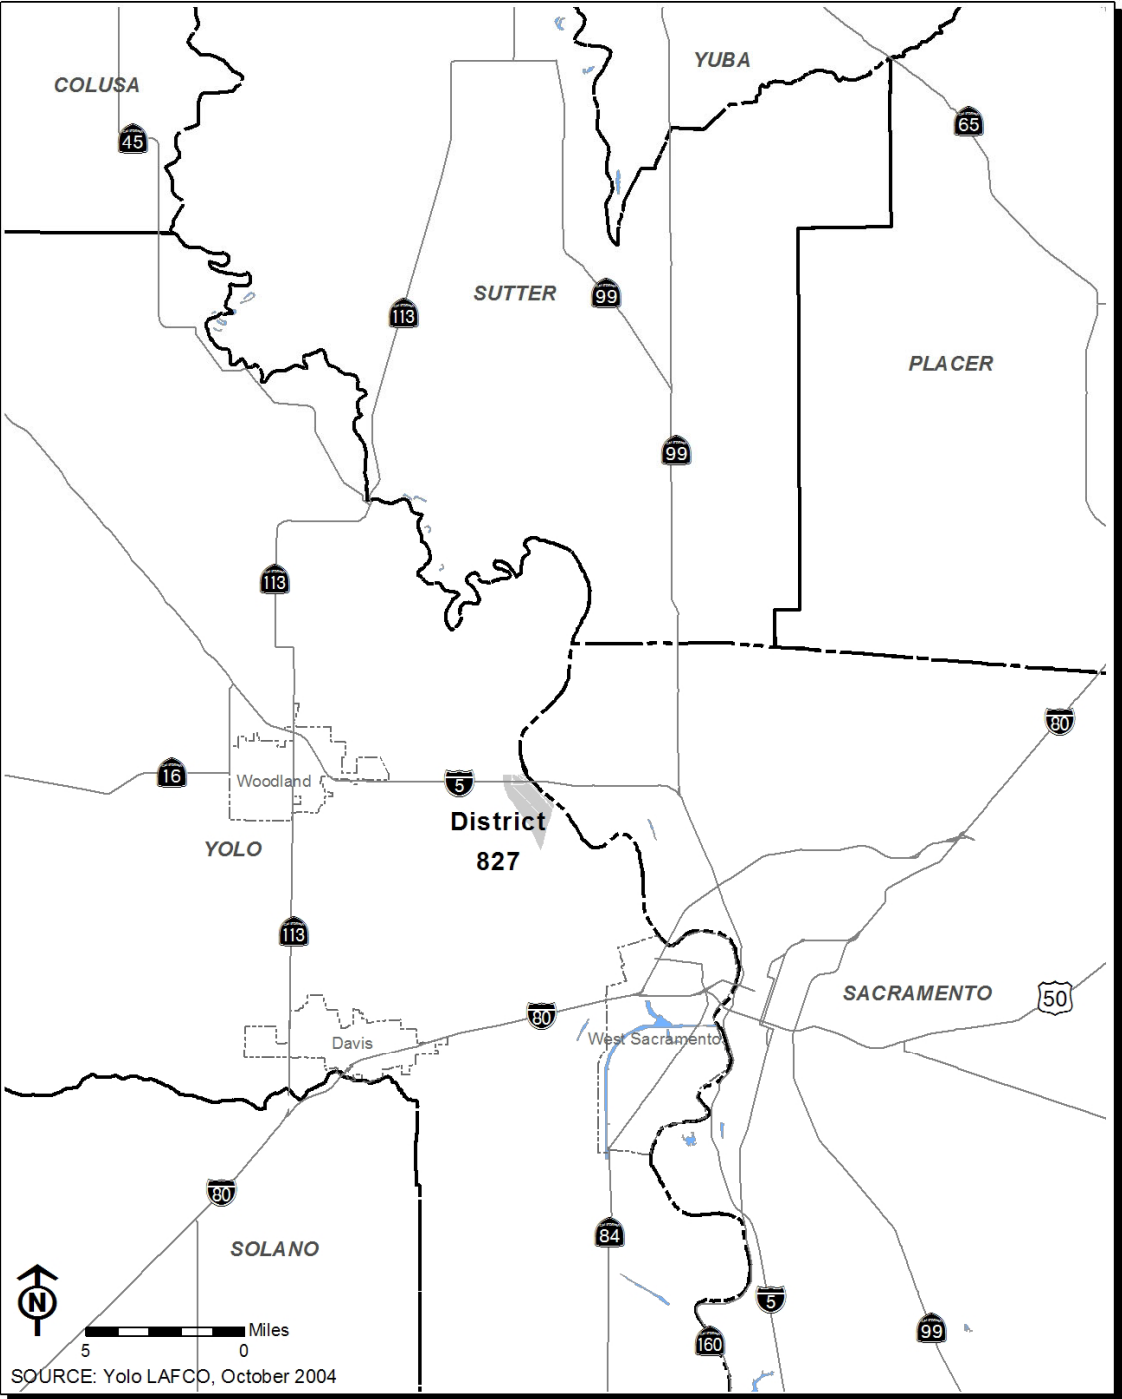 YUBA
COLUSA
65
45
SUTTER
99
113
PLACER
99
113
80
16
Woodland
5
District
827
YOLO
113
SACRAMENTO
50
80
West Sacramento
Davis
80
84
SOLANO
5
160
99
N
Miles
5 0
SOURCE: Yolo LAFCO, October 2004